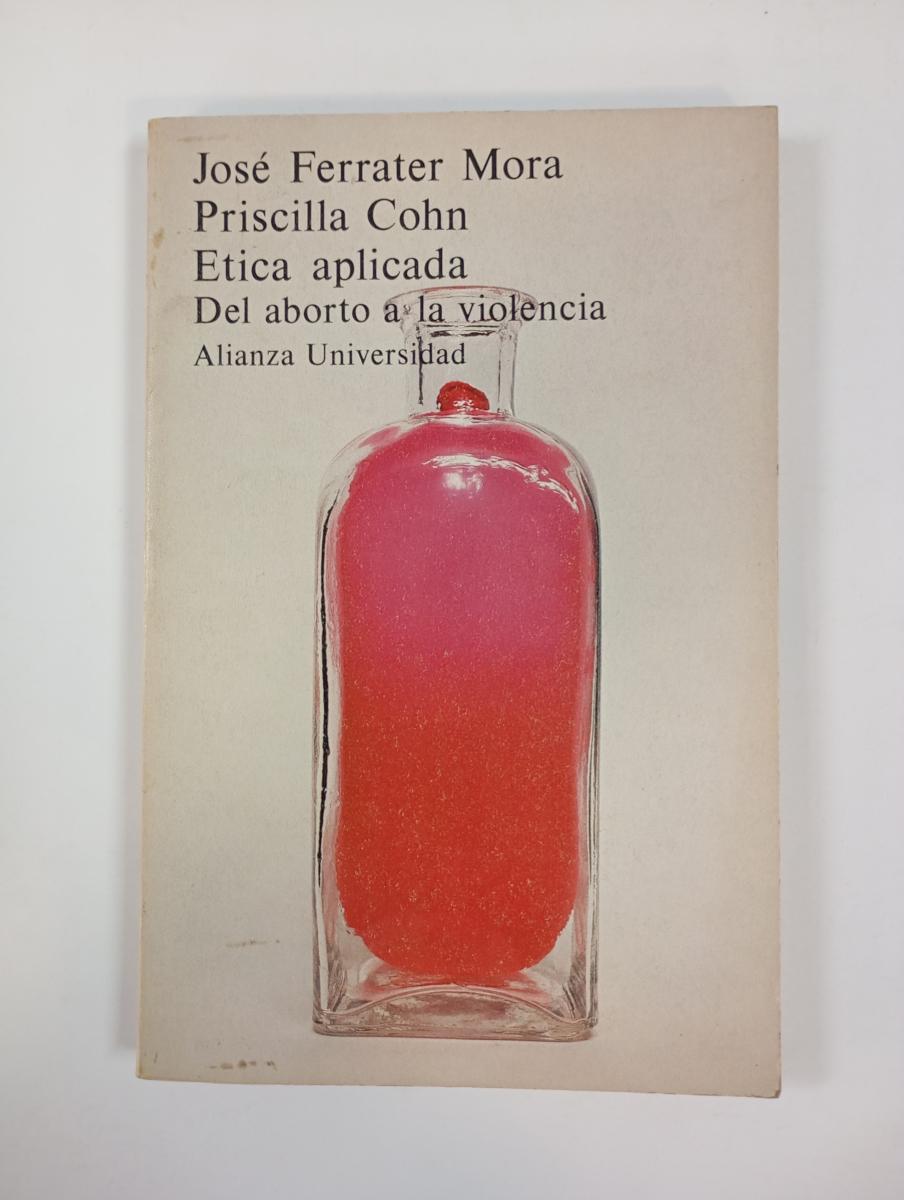 José Ferrater Mora
Priscilla Cohn
Etica aplicada
Del aborto a la violencia
Alianza Universidad